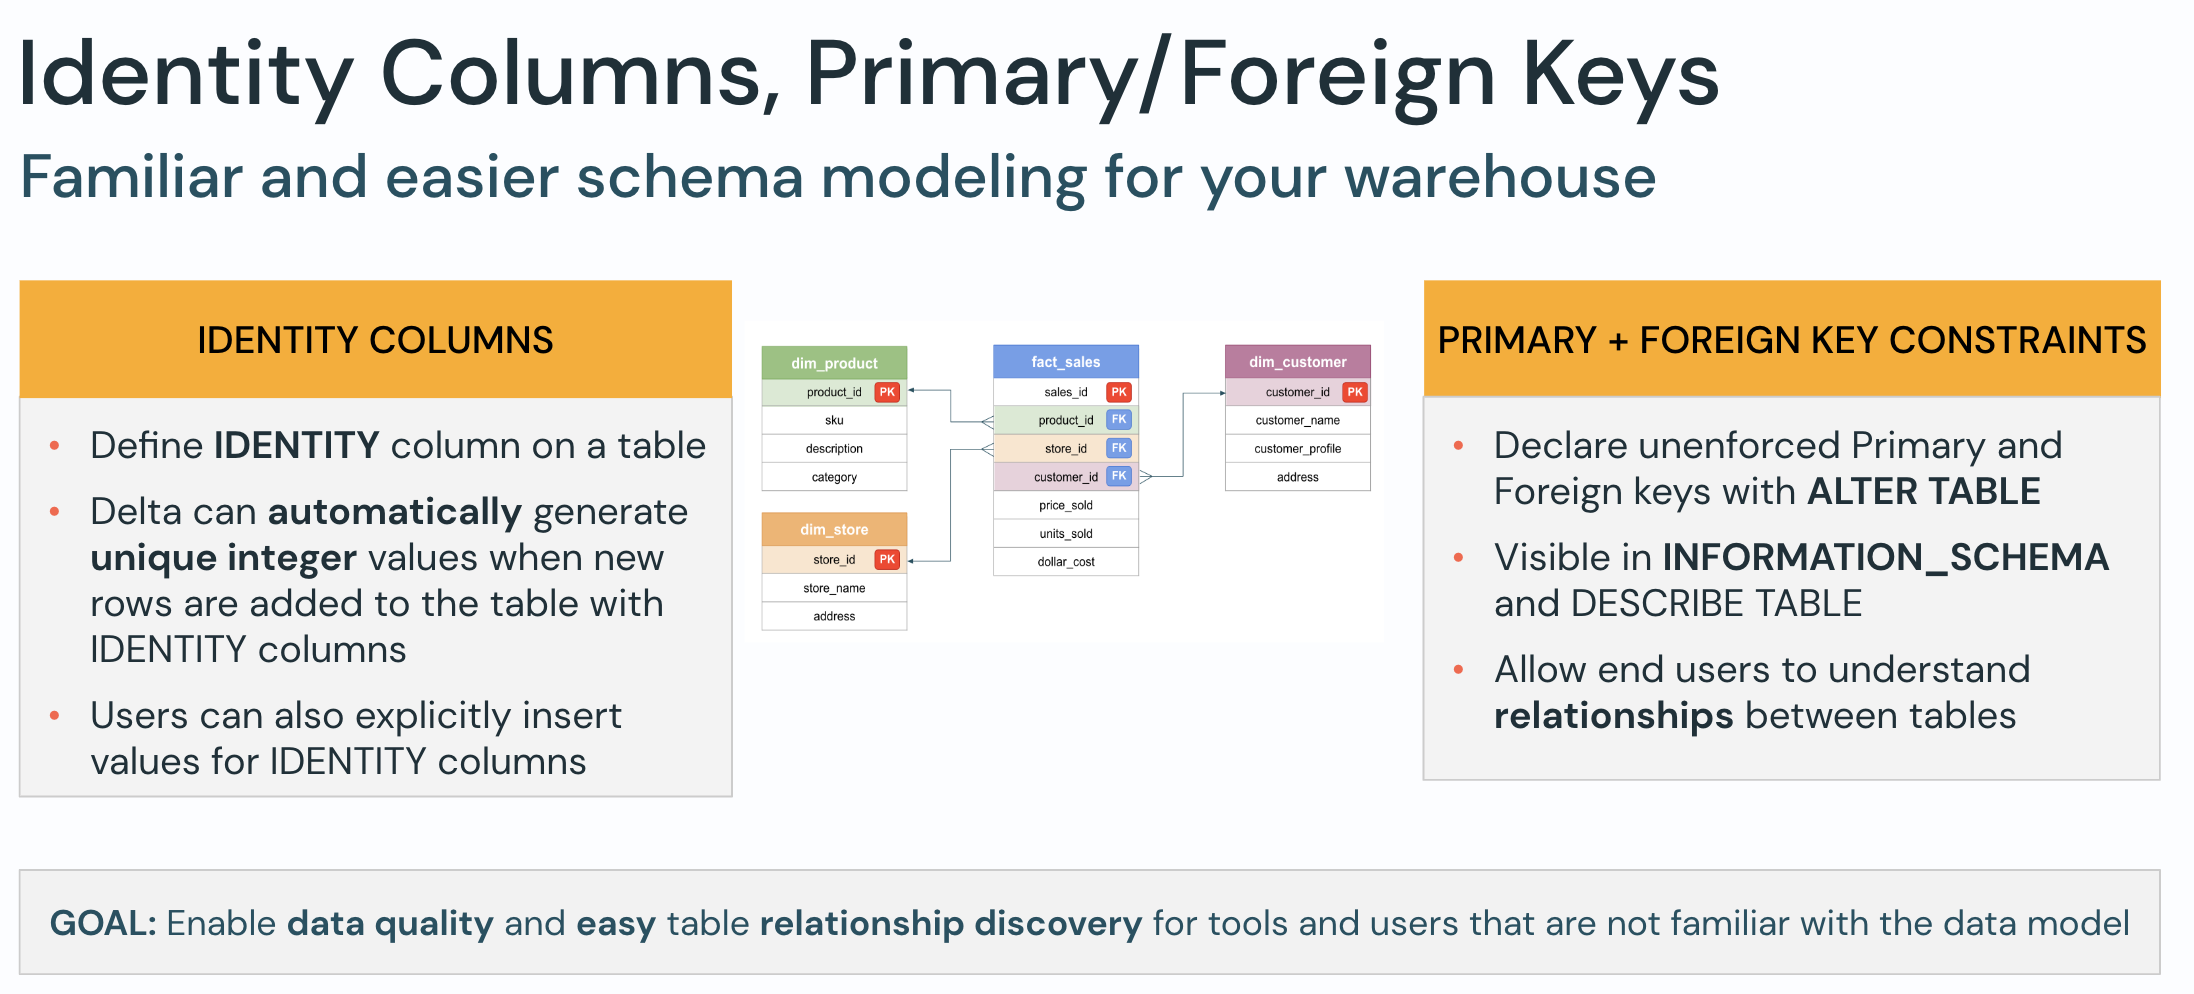 Identity Columns, Primary/Foreign Keys
Familiar and easier schema modeling for your warehouse
IDENTITY COLUMNS
• Define IDENTITY column on a table
• Delta can automatically generate
unique integer values when new
rows are added to the table with
IDENTITY columns
• Users can also explicitly insert
values for IDENTITY columns
dim_product
product_id PK
sku
description
category
dim_store
store_id PK
store_name
address
fact_sales
sales_id PK
product_id FK
store_id FK
customer_id FK
price_sold
units_sold
dollar_cost
dim_customer
customer_id PK
customer_name
customer_profile
address
PRIMARY + FOREIGN KEY CONSTRAINTS
• Declare unenforced Primary and
Foreign keys with ALTER TABLE
• Visible in INFORMATION_SCHEMA
and DESCRIBE TABLE
• Allow end users to understand
relationships between tables
GOAL: Enable data quality and easy table relationship discovery for tools and users that are not familiar with the data model